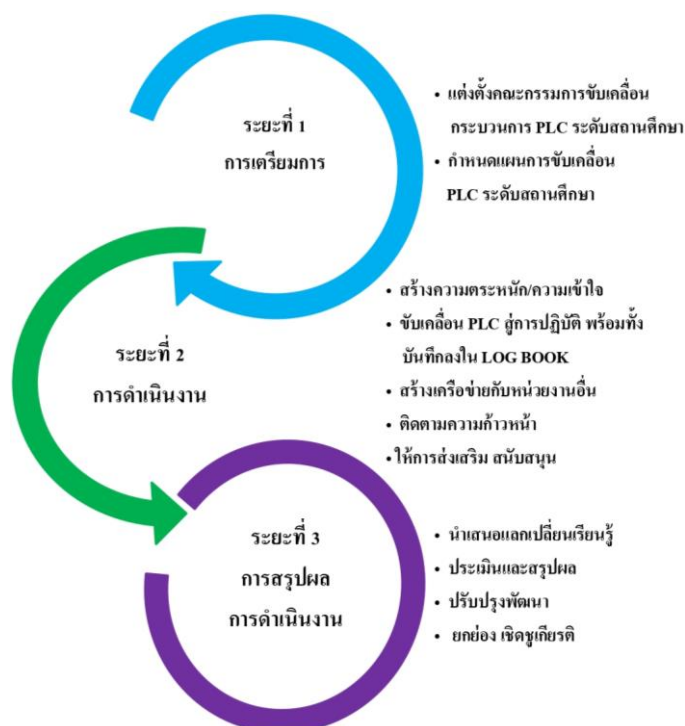 ระยะที่ 1
การเตรียมการ
• แต่งตั้งคณะกรรมการขับเคลื่อน
กระบวนการ PLC ระดับสถานศึกษา
• กำหนดแผนการขับเคลื่อน
PLC ระดับสถานศึกษา
ระยะที่ 2
การดำเนินงาน
• สร้างความตระหนัก/ความเข้าใจ
• ขับเคลื่อน PLC สู่การปฏิบัติ พร้อมทั้ง
บันทึกลงใน LOG BOOK
• สร้างเครือข่ายกับหน่วยงานอื่น
• ติดตามความก้าวหน้า
• ให้การส่งเสริม สนับสนุน
ระยะที่ 3
การสรุปผล
การดำเนินงาน
• นำเสนอแลกเปลี่ยนเรียนรู้
• ประเมินและสรุปผล
• ปรับปรุงพัฒนา
• ยกย่อง เชิดชูเกียรติ